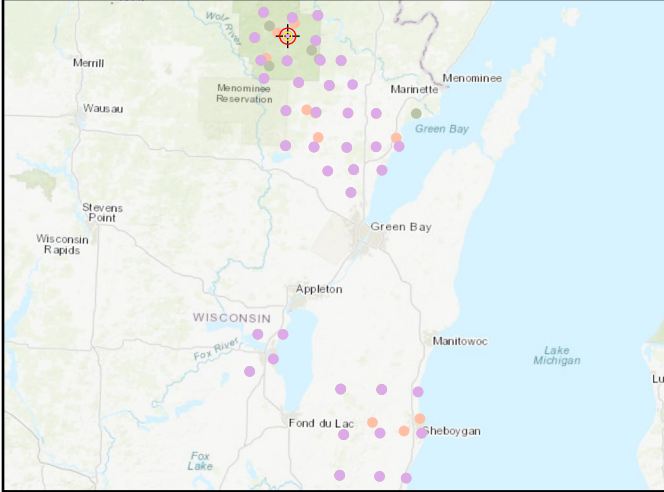 Wolf River
Merrill
Menominee
Marinette
Menominee
Reservation
Wausau
Green Bay
Stevens
Point
Green Bay
Wisconsin
Rapids
Appleton
WISCONSIN
Manitowoc
Fox River
Lake
Michigan
Lu
Fond du Lac
Sheboygan
Fox
Lake